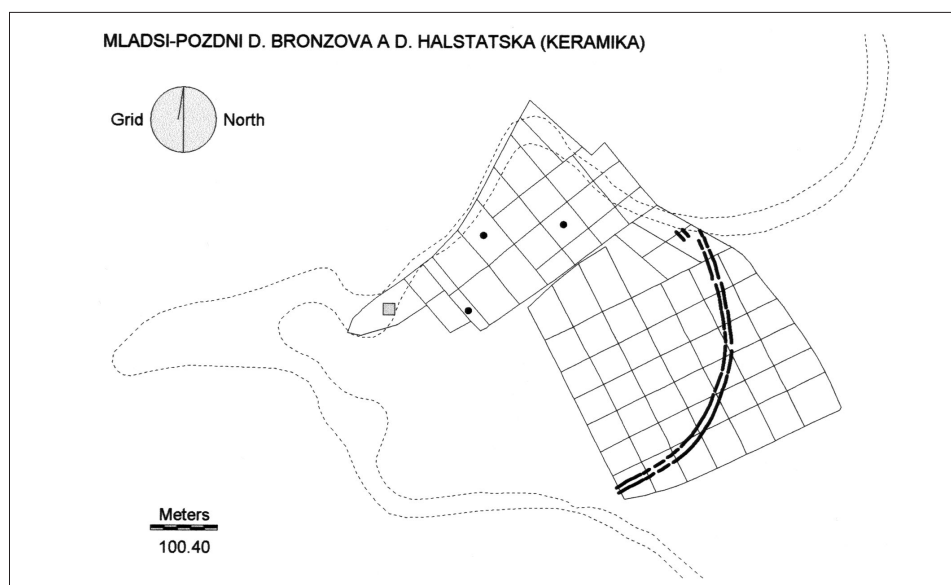 MLADSI-POZDNI D. BRONZOVA A D. HALSTATSKA (KERAMIKA)
Grid North
Meters
100.40